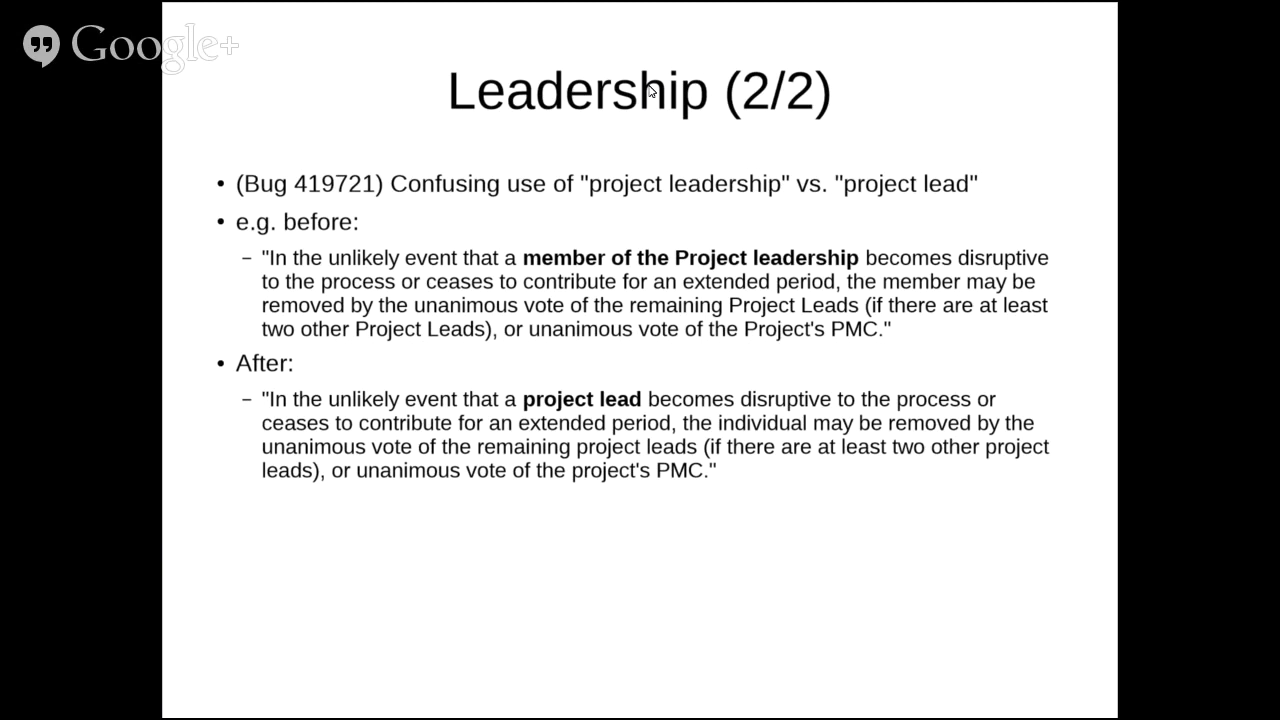 Google+
Leadership (2/2)
• (Bug 419721) Confusing use of "project leadership" vs. "project lead"
• e.g. before:
– "In the unlikely event that a member of the Project leadership becomes disruptive
to the process or ceases to contribute for an extended period, the member may be
removed by the unanimous vote of the remaining Project Leads (if there are at least
two other Project Leads), or unanimous vote of the Project's PMC."
• After:
– "In the unlikely event that a project lead becomes disruptive to the process or
ceases to contribute for an extended period, the individual may be removed by the
unanimous vote of the remaining project leads (if there are at least two other project
leads), or unanimous vote of the project's PMC."